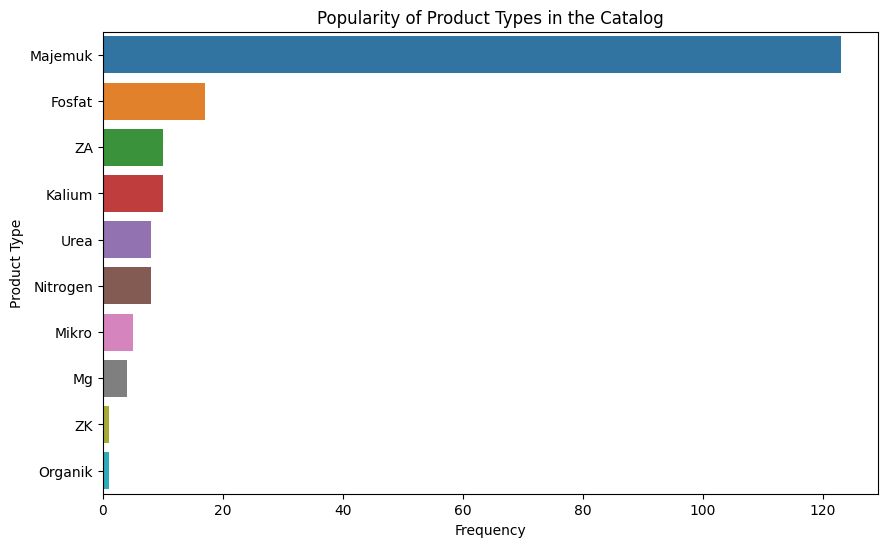 Popularity of Product Types in the Catalog
Product Type
Majemuk
Fosfat
ZA
Kalium
Urea
Nitrogen
Mikro
Mg
ZK
Organik
0 20 40 60 80 100 120
Frequency